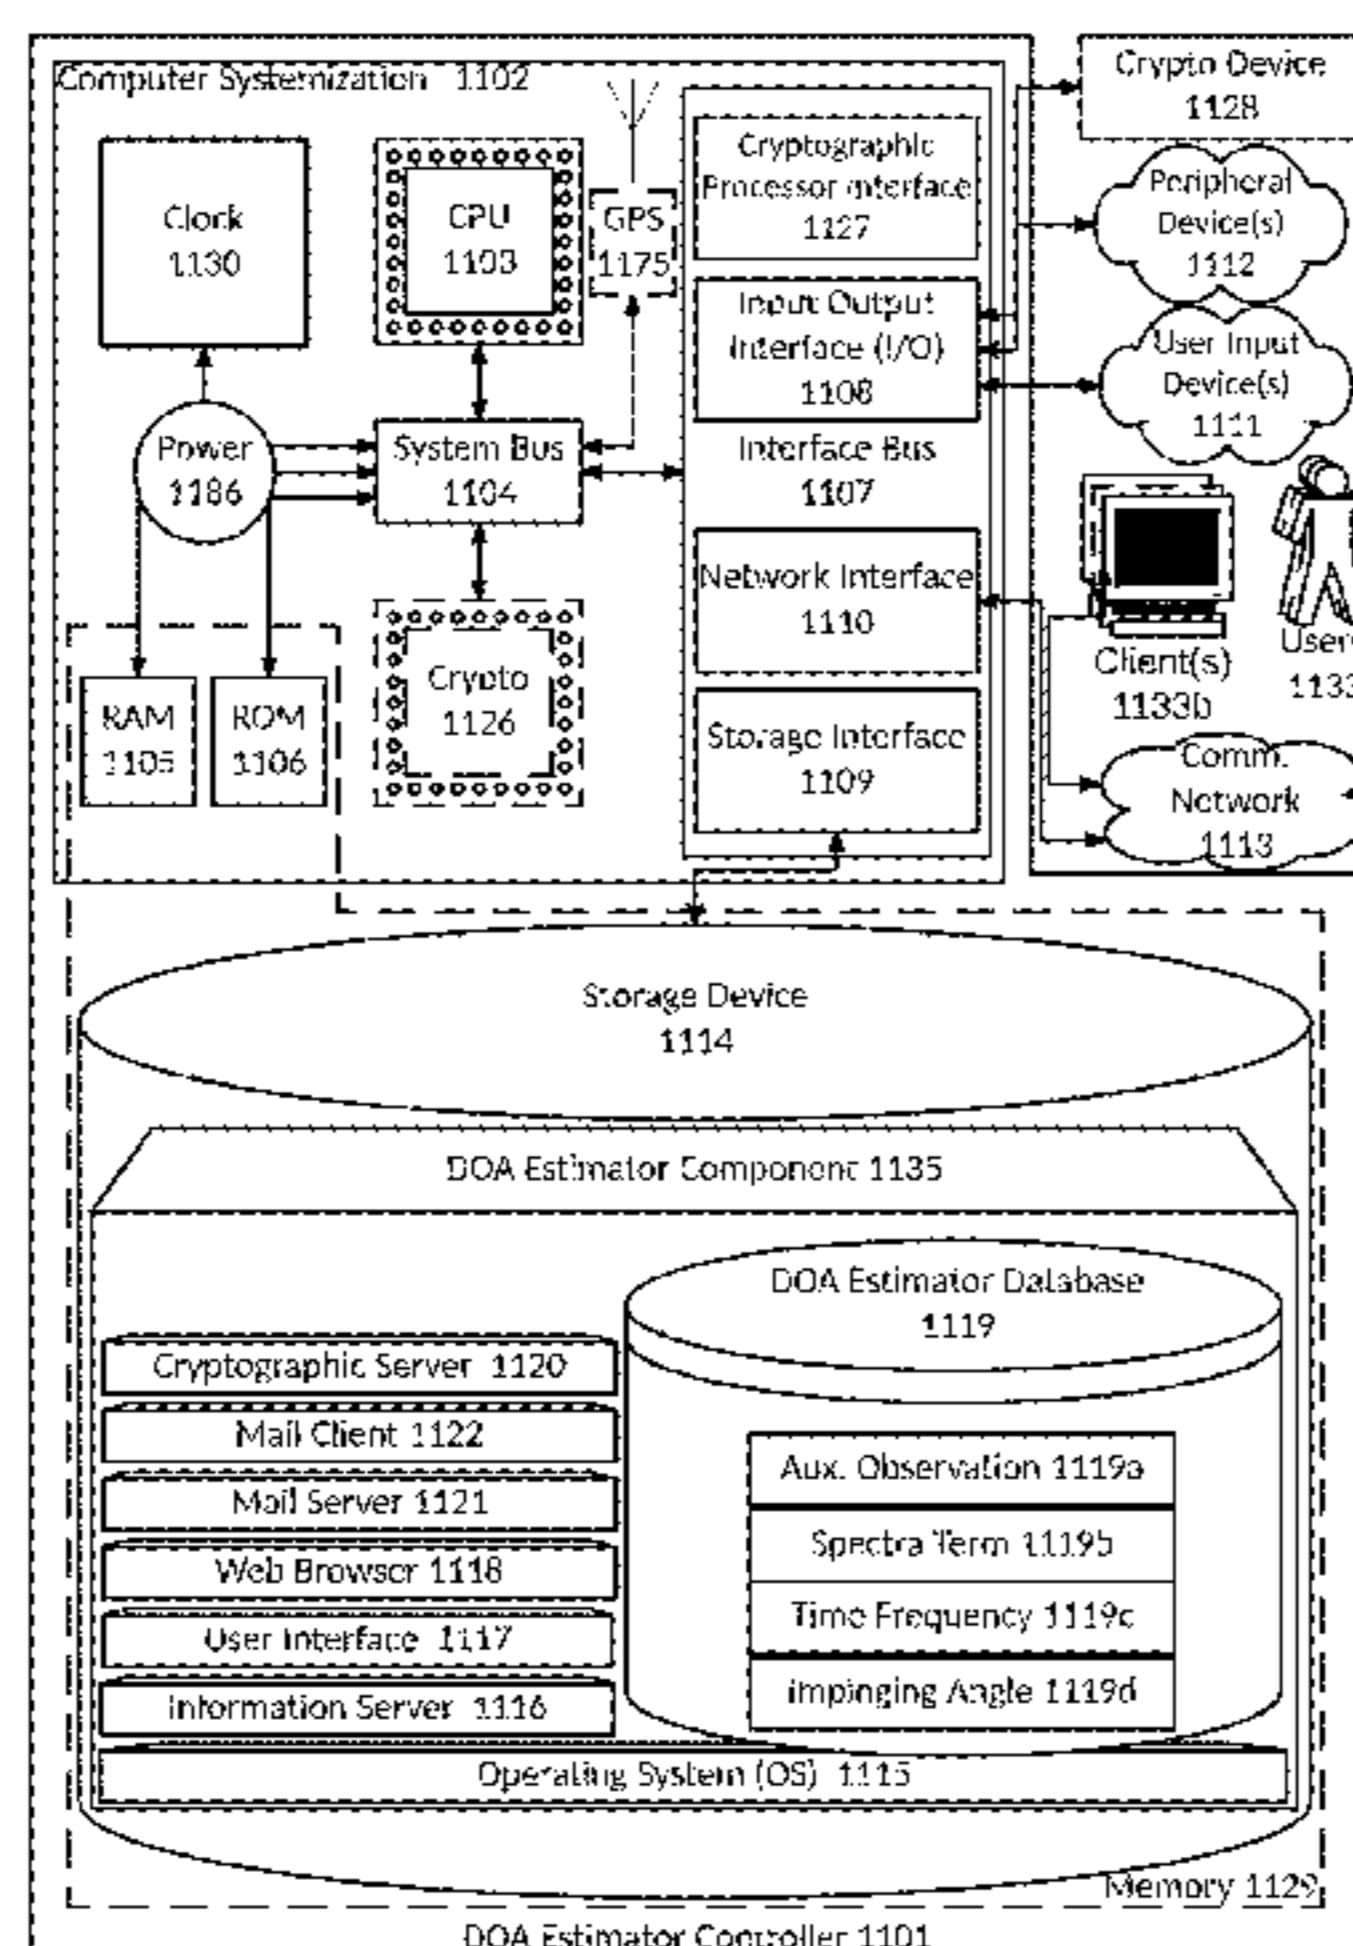 Computer Systemization 1102
Clock
1130
CPU
1103
GPS
1175
Power
1186
System Bus
1104
RAM
1105
ROM
1106
Crypto
1126
Cryptographic
Processor Interface
1127
Input Output
Interface (I/O)
1108
Interface Bus
1107
Network Interface
1110
Storage Interface
1109
Crypto Device
1128
Peripheral
Device(s)
1112
User Input
Device(s)
1111
Client(s)
1133b
User
1133
Comm.
Network
1113
Storage Device
1114
DOA Estimator Component 1135
DOA Estimator Database
1119
Cryptographic Server 1120
Mail Client 1122
Mail Server 1121
Web Browser 1118
User Interface 1117
Information Server 1116
Aux. Observation 1119a
Spectra Term 1119b
Time Frequency 1119c
Impinging Angle 1119d
Operating System (OS) 1115
Memory 1129
DOA Estimator Controller 1101